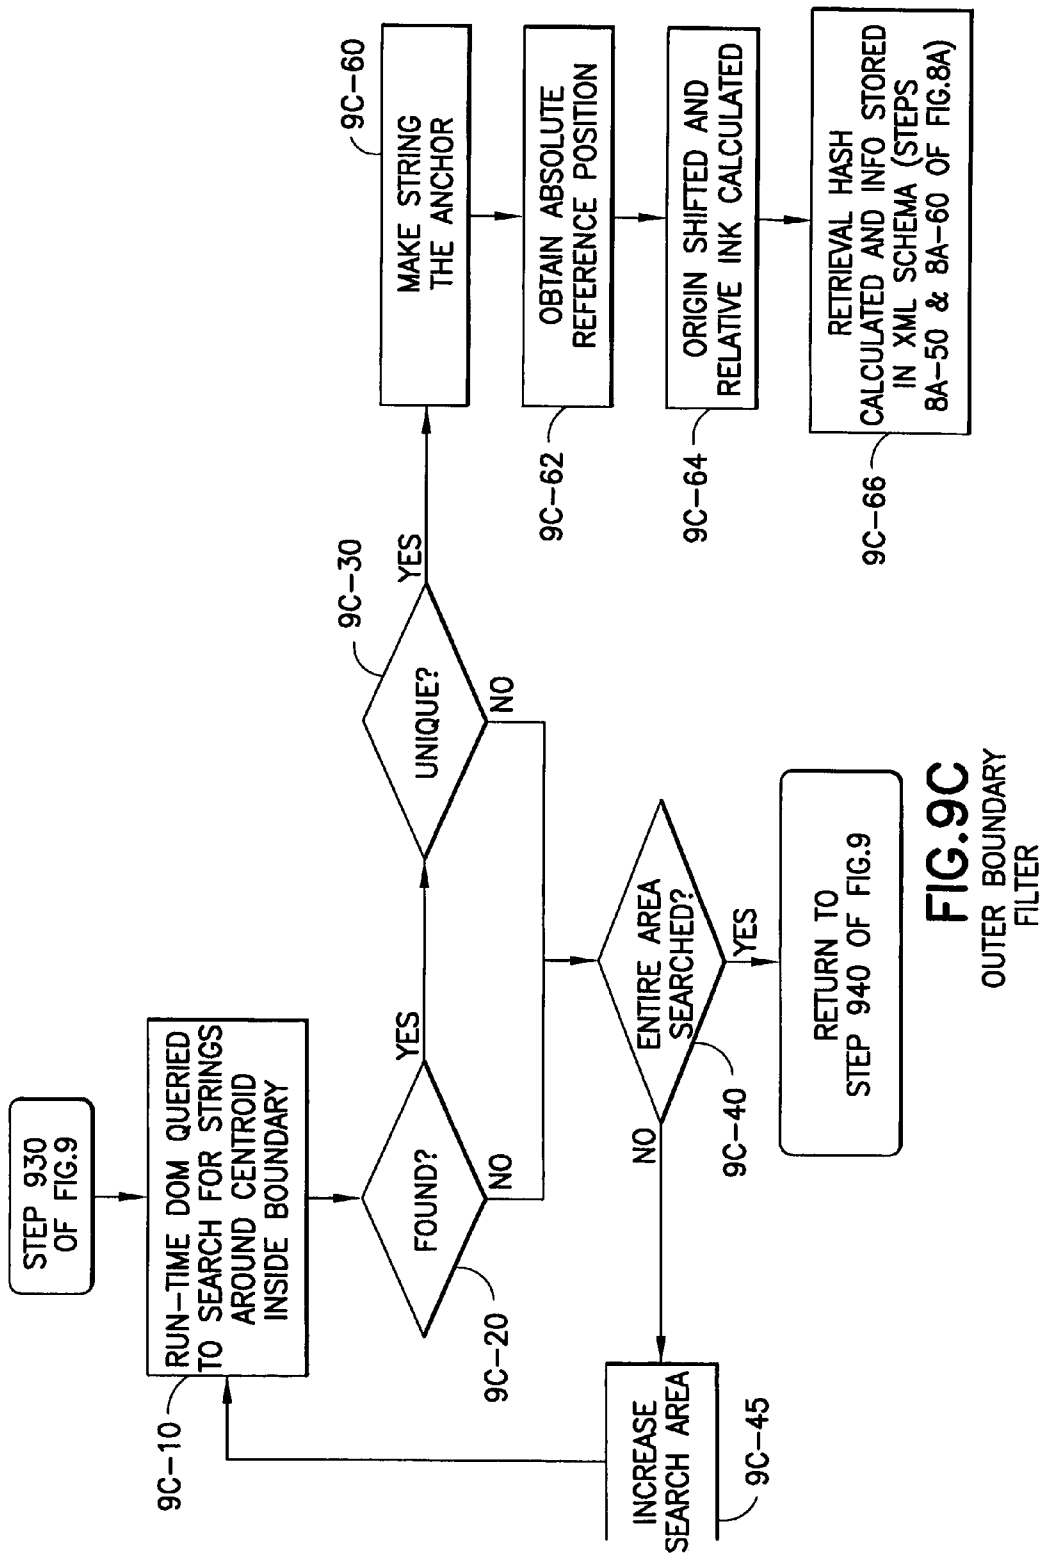 STEP 930
OF FIG.9
9C-10
RUN-TIME DOM QUERIED
TO SEARCH FOR STRINGS
AROUND CENTROID
INSIDE BOUNDARY
FOUND?
9C-20
YES
NO
UNIQUE?
9C-30
YES
NO
MAKE STRING
THE ANCHOR
9C-60
OBTAIN ABSOLUTE
REFERENCE POSITION
9C-62
ORIGIN SHIFTED AND
RELATIVE INK CALCULATED
9C-64
RETRIEVAL HASH
CALCULATED AND INFO STORED
IN XML SCHEMA (STEPS
8A-50 & 8A-60 OF FIG.8A)
9C-66
ENTIRE AREA
SEARCHED?
9C-40
NO
YES
INCREASE
SEARCH AREA
9C-45
RETURN TO
STEP 940 OF FIG.9
FIG.9C
OUTER BOUNDARY
FILTER